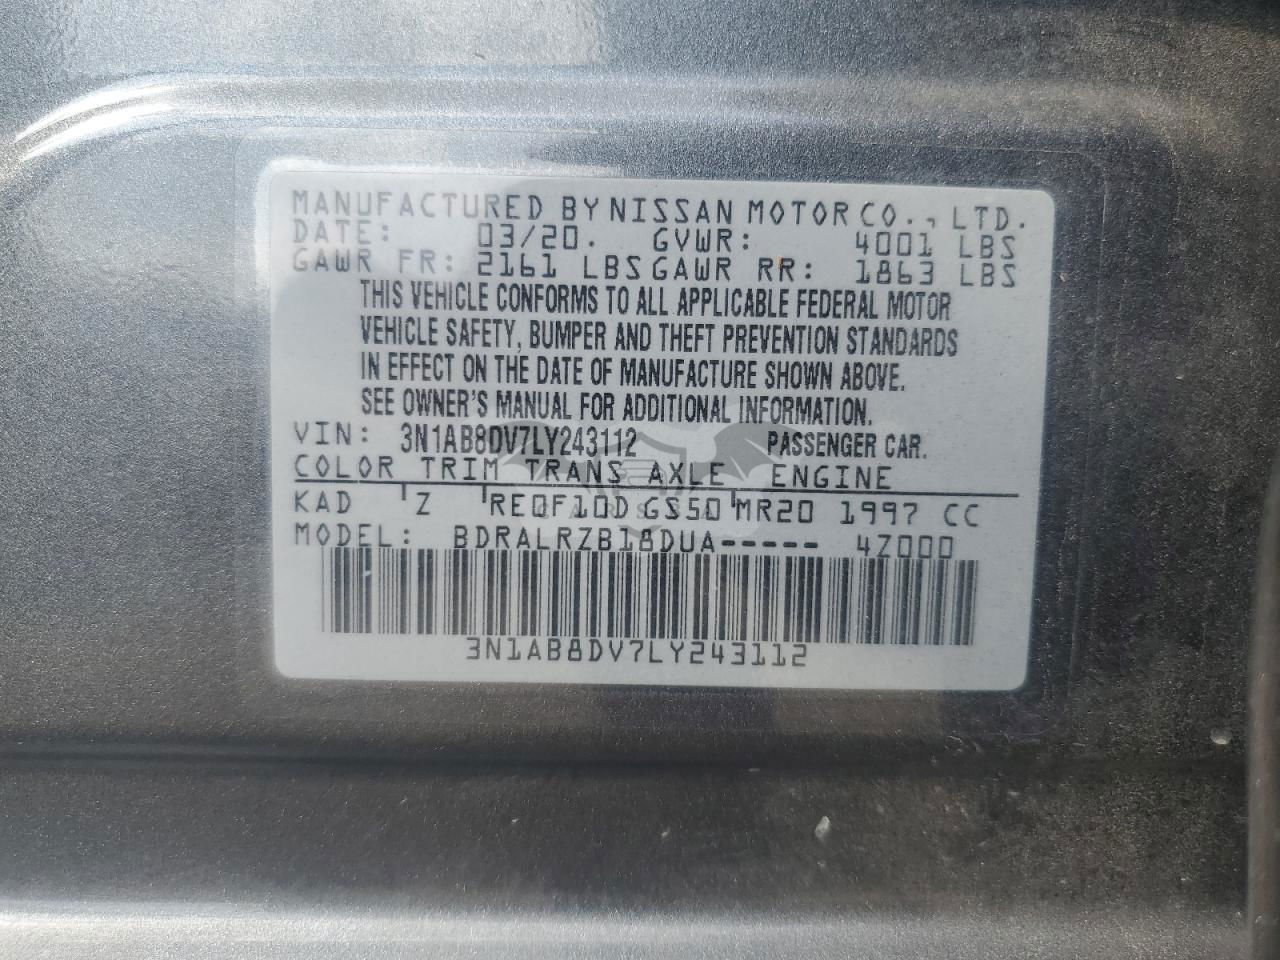 MANUFACTURED BY NISSAN MOTOR CO., LTD.
DATE: 03/20. GVWR: 4001 LBS
GAWR FR: 2161 LBS GAWR RR: 1863 LBS
THIS VEHICLE CONFORMS TO ALL APPLICABLE FEDERAL MOTOR
VEHICLE SAFETY, BUMPER AND THEFT PREVENTION STANDARDS
IN EFFECT ON THE DATE OF MANUFACTURE SHOWN ABOVE.
SEE OWNER'S MANUAL FOR ADDITIONAL INFORMATION.
VIN: 3N1AB8DV7LY243112 PASSENGER CAR.
COLOR TRIM TRANS AXLE ENGINE
KAD Z RE0F10D GS50 MR20 1997 CC
MODEL: BDRALRZB18DUA----- 4Z000
3N1AB8DV7LY243112